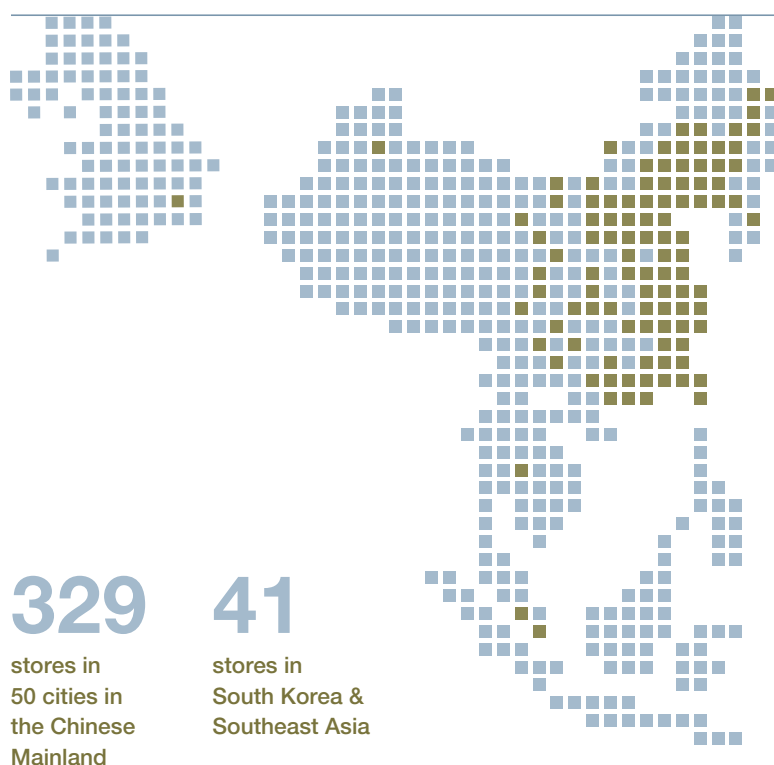 329
stores in
50 cities in
the Chinese
Mainland
41
stores in
South Korea &
Southeast Asia